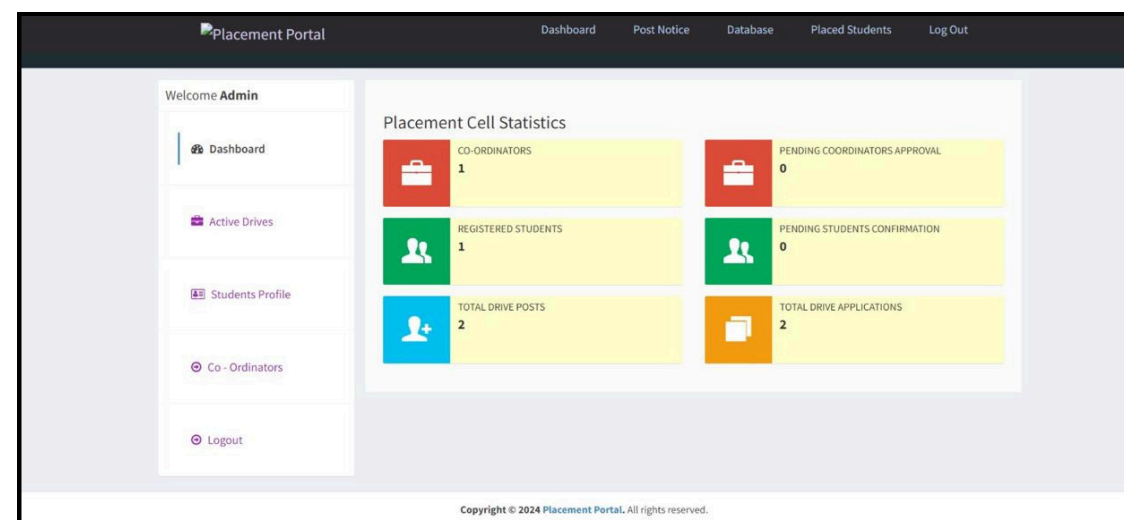 Placement Portal
Dashboard Post Notice Database Placed Students Log Out
Welcome Admin
Dashboard
Active Drives
Students Profile
Co - Ordinators
Logout
Placement Cell Statistics
CO-ORDINATORS
1
PENDING COORDINATORS APPROVAL
0
REGISTERED STUDENTS
1
PENDING STUDENTS CONFIRMATION
0
TOTAL DRIVE POSTS
2
TOTAL DRIVE APPLICATIONS
2
Copyright © 2024 Placement Portal. All rights reserved.